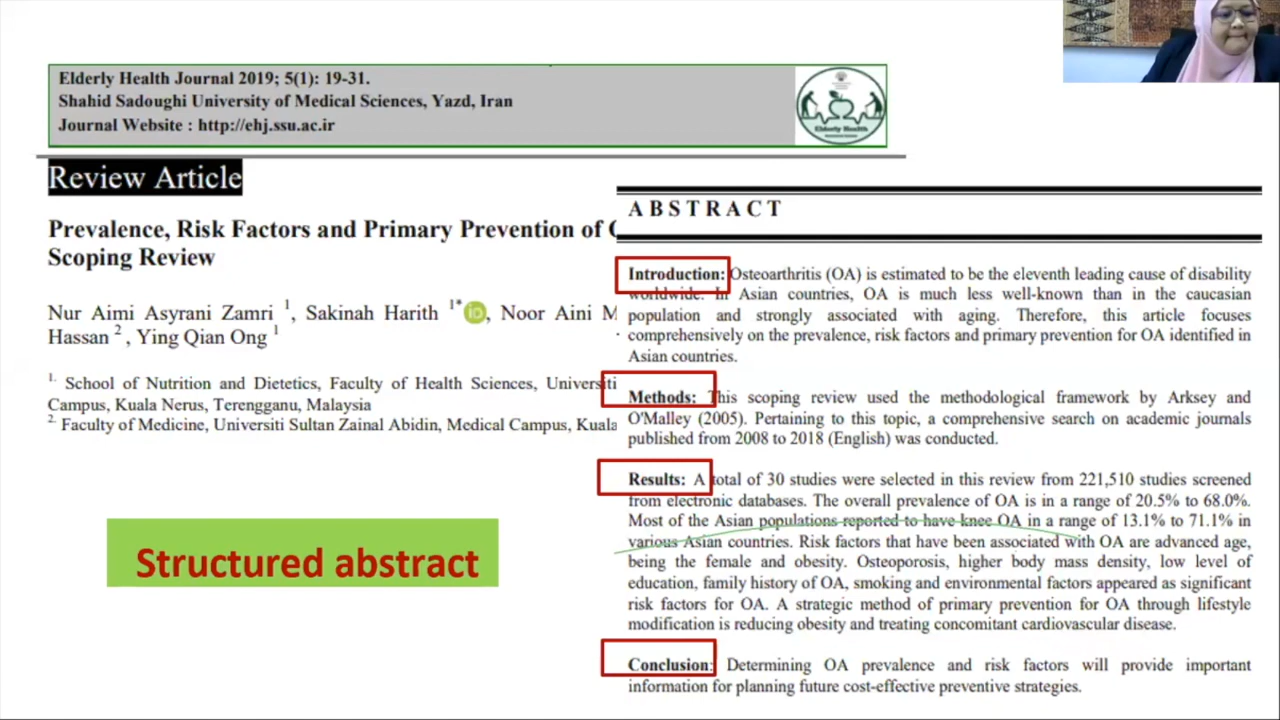 Elderly Health Journal 2019; 5(1): 19-31.
Shahid Sadoughi University of Medical Sciences, Yazd, Iran
Journal Website : http://ehj.ssu.ac.ir
Elderly Health
Review Article
Prevalence, Risk Factors and Primary Prevention of
Scoping Review
Nur Aimi Asyrani Zamri 1, Sakinah Harith 1* iD, Noor Aini M
Hassan 2, Ying Qian Ong 1
1. School of Nutrition and Dietetics, Faculty of Health Sciences, Universiti
Campus, Kuala Nerus, Terengganu, Malaysia
2. Faculty of Medicine, Universiti Sultan Zainal Abidin, Medical Campus, Kuala
Structured abstract
ABSTRACT
Introduction: Osteoarthritis (OA) is estimated to be the eleventh leading cause of disability
worldwide. In Asian countries, OA is much less well-known than in the caucasian
population and strongly associated with aging. Therefore, this article focuses
comprehensively on the prevalence, risk factors and primary prevention for OA identified in
Asian countries.
Methods: This scoping review used the methodological framework by Arksey and
O'Malley (2005). Pertaining to this topic, a comprehensive search on academic journals
published from 2008 to 2018 (English) was conducted.
Results: A total of 30 studies were selected in this review from 221,510 studies screened
from electronic databases. The overall prevalence of OA is in a range of 20.5% to 68.0%.
Most of the Asian populations reported to have knee OA in a range of 13.1% to 71.1% in
various Asian countries. Risk factors that have been associated with OA are advanced age,
being the female and obesity. Osteoporosis, higher body mass density, low level of
education, family history of OA, smoking and environmental factors appeared as significant
risk factors for OA. A strategic method of primary prevention for OA through lifestyle
modification is reducing obesity and treating concomitant cardiovascular disease.
Conclusion: Determining OA prevalence and risk factors will provide important
information for planning future cost-effective preventive strategies.